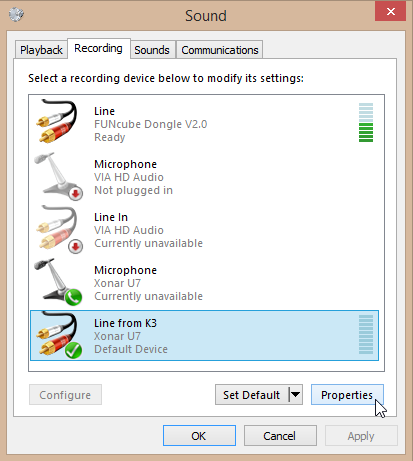 Sound
Playback Recording Sounds Communications
Select a recording device below to modify its settings:
Line
FUNcube Dongle V2.0
Ready
Microphone
VIA HD Audio
Not plugged in
Line In
VIA HD Audio
Currently unavailable
Microphone
Xonar U7
Currently unavailable
Line from K3
Xonar U7
Default Device
Configure Set Default Properties
OK Cancel Apply